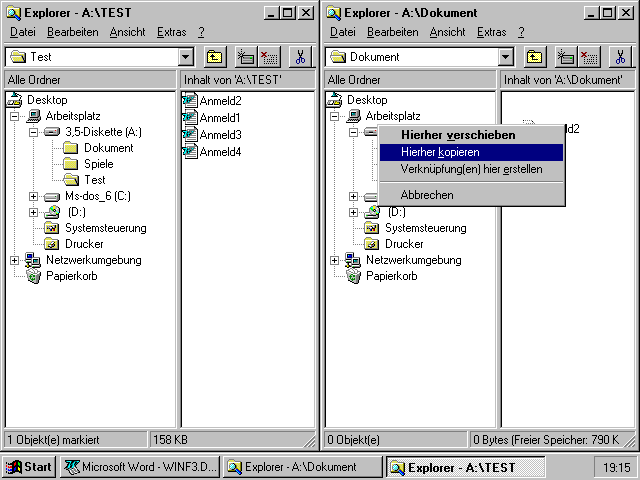 Explorer - A:\TEST
Datei Bearbeiten Ansicht Extras ?
Test
Alle Ordner
Inhalt von 'A:\TEST'
Desktop
Arbeitsplatz
3,5-Diskette (A:)
Dokument
Spiele
Test
Ms-dos_6 (C:)
(D:)
Systemsteuerung
Drucker
Netzwerkumgebung
Papierkorb
Anmeld2
Anmeld1
Anmeld3
Anmeld4
1 Objekt(e) markiert
158 KB
Explorer - A:\Dokument
Datei Bearbeiten Ansicht Extras ?
Dokument
Alle Ordner
Inhalt von 'A:\Dokument'
Desktop
Arbeitsplatz
Hierher verschieben
Hierher kopieren
Verknüpfung(en) hier erstellen
Abbrechen
ld2
(D:)
Systemsteuerung
Drucker
Netzwerkumgebung
Papierkorb
0 Objekt(e)
0 Bytes (Freier Speicher: 790 K
Start
Microsoft Word - WINF3.D...
Explorer - A:\Dokument
Explorer - A:\TEST
19:15